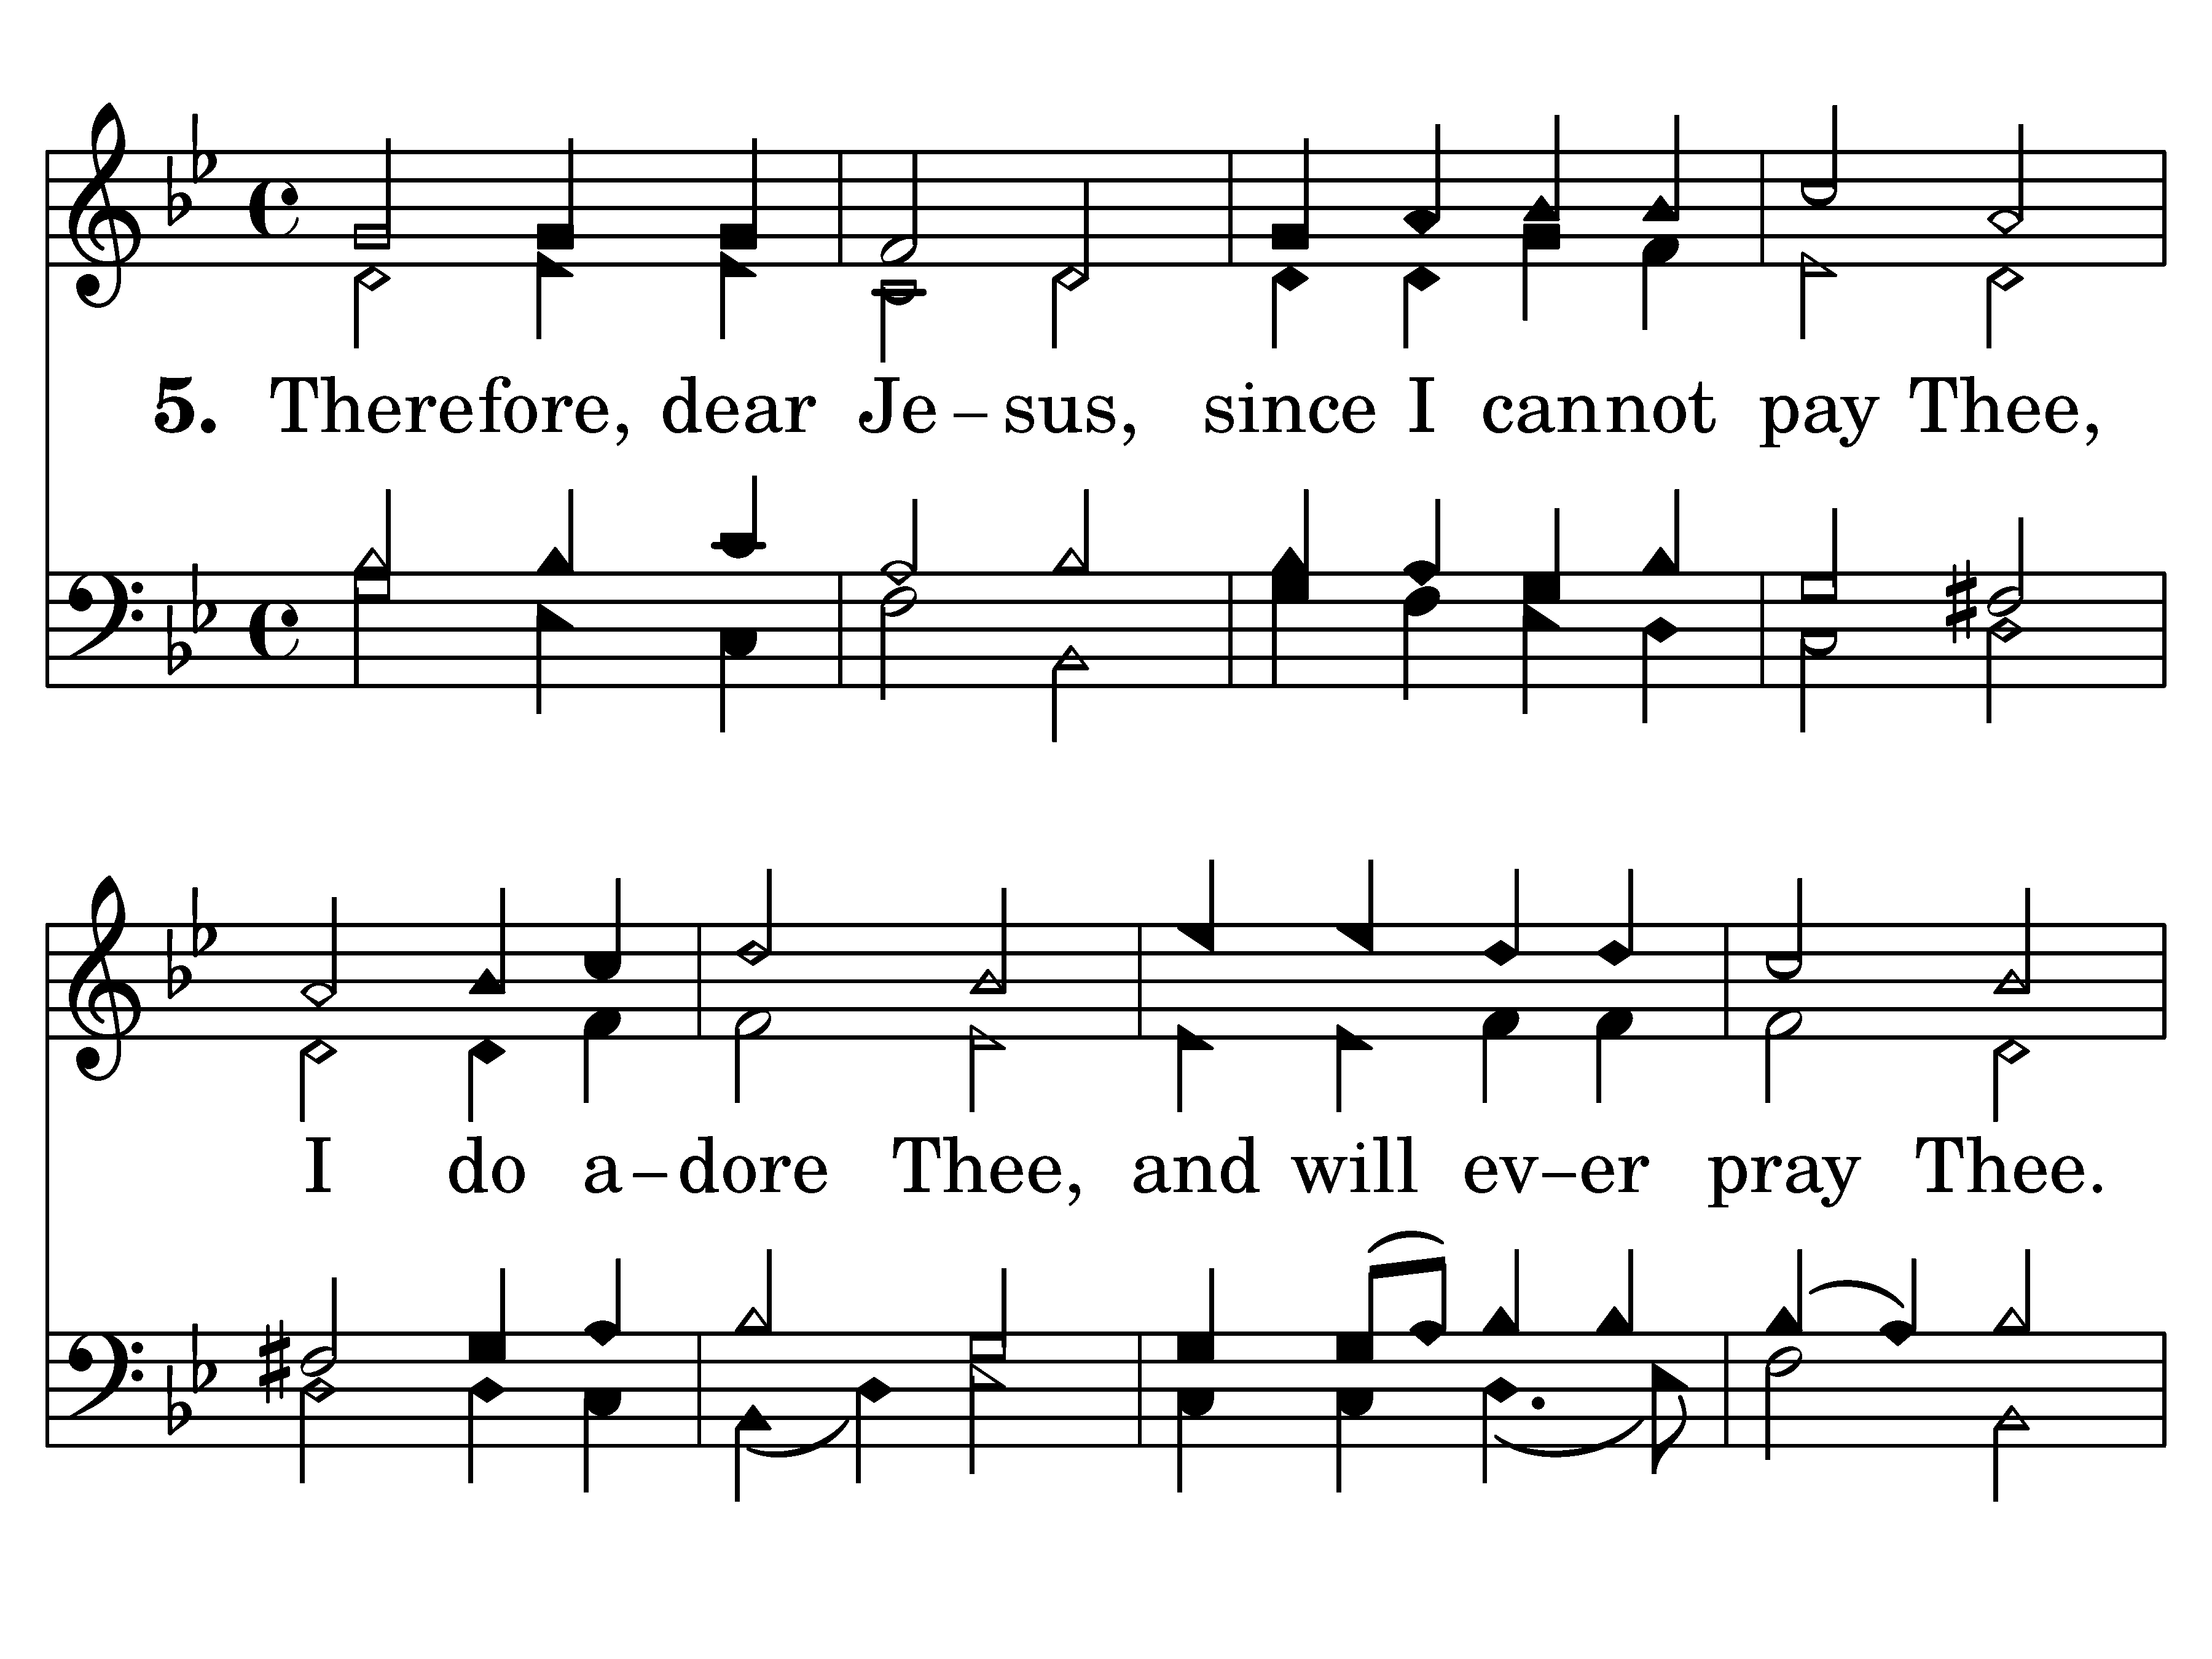 5. Therefore, dear Je – sus, since I cannot pay Thee,
I do a – dore Thee, and will ev – er pray Thee.